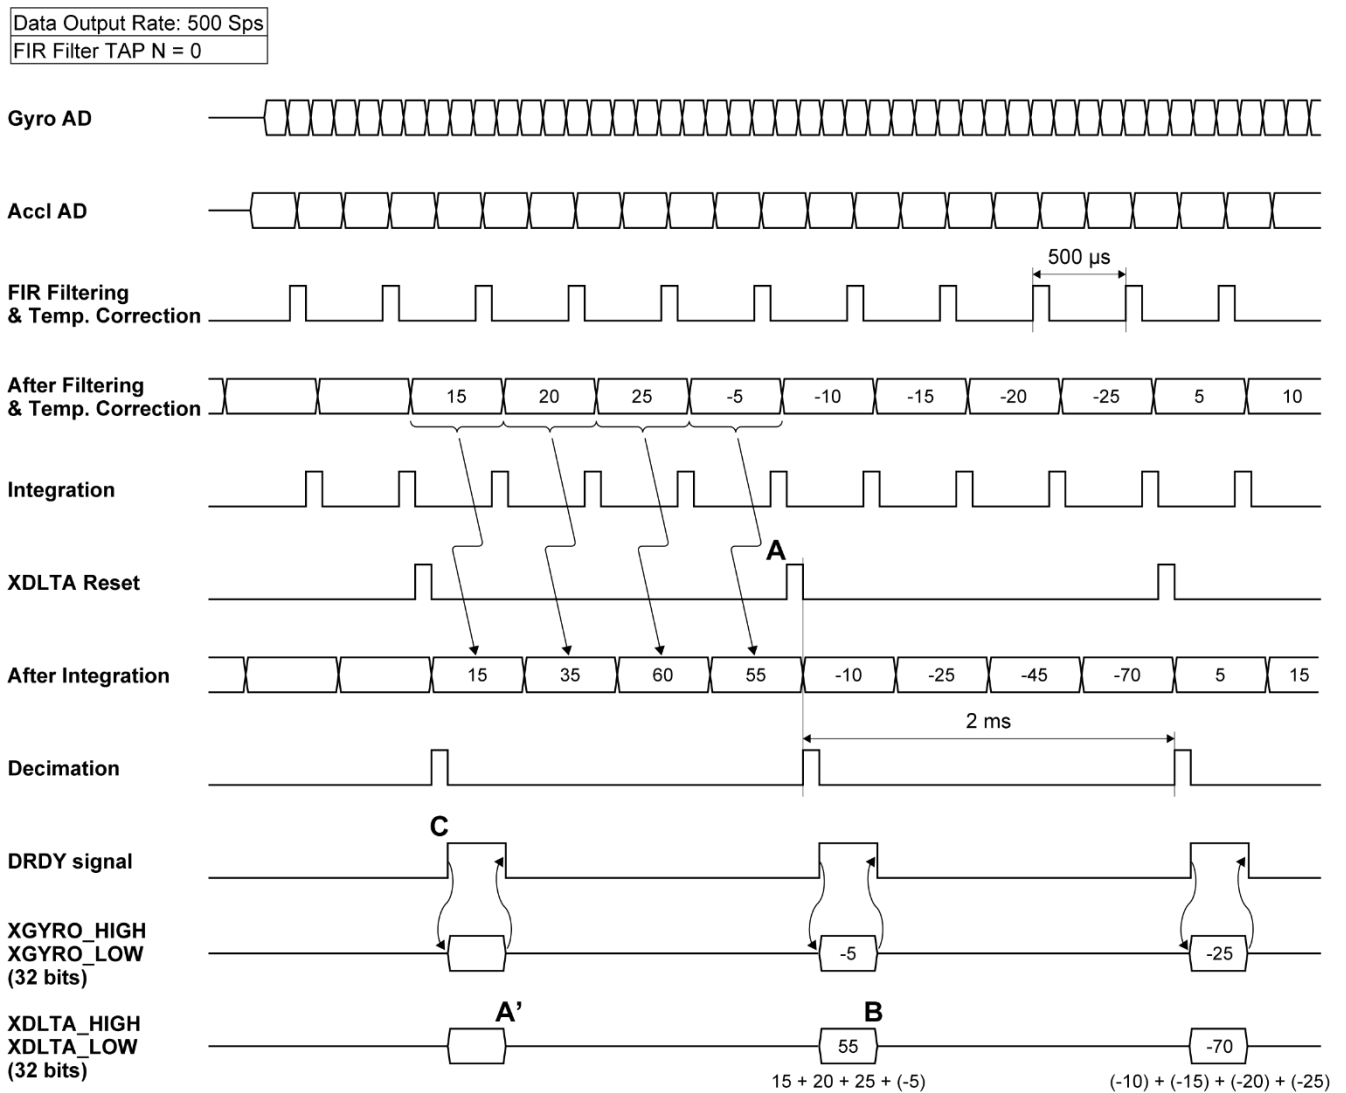 Data Output Rate: 500 Sps
FIR Filter TAP N = 0
Gyro AD
Accl AD
500 µs
FIR Filtering
& Temp. Correction
After Filtering
& Temp. Correction
15 20 25 -5 -10 -15 -20 -25 5 10
Integration
A
XDLTA Reset
After Integration
15 35 60 55 -10 -25 -45 -70 5 15
2 ms
Decimation
C
DRDY signal
XGYRO_HIGH
XGYRO_LOW
(32 bits)
-5 -25
A’ B
XDLTA_HIGH
XDLTA_LOW
(32 bits)
55 -70
15 + 20 + 25 + (-5) (-10) + (-15) + (-20) + (-25)